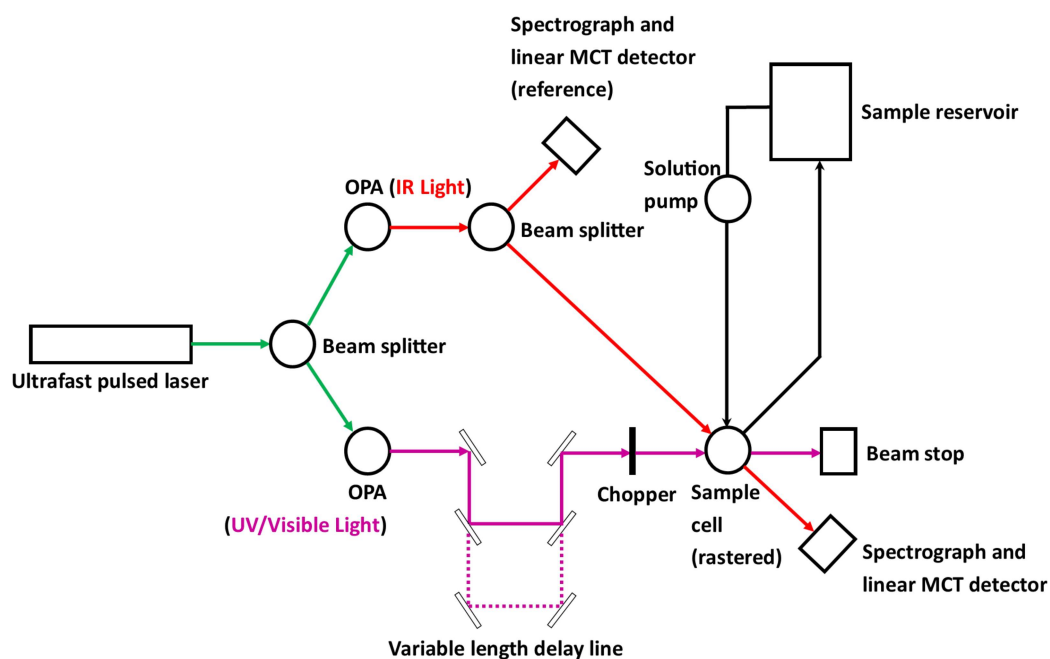 Spectrograph and
linear MCT detector
(reference)
Sample reservoir
Solution
pump
OPA (IR Light)
Beam splitter
Beam splitter
Ultrafast pulsed laser
OPA
(UV/Visible Light)
Chopper
Sample
cell
(rastered)
Beam stop
Spectrograph and
linear MCT detector
Variable length delay line